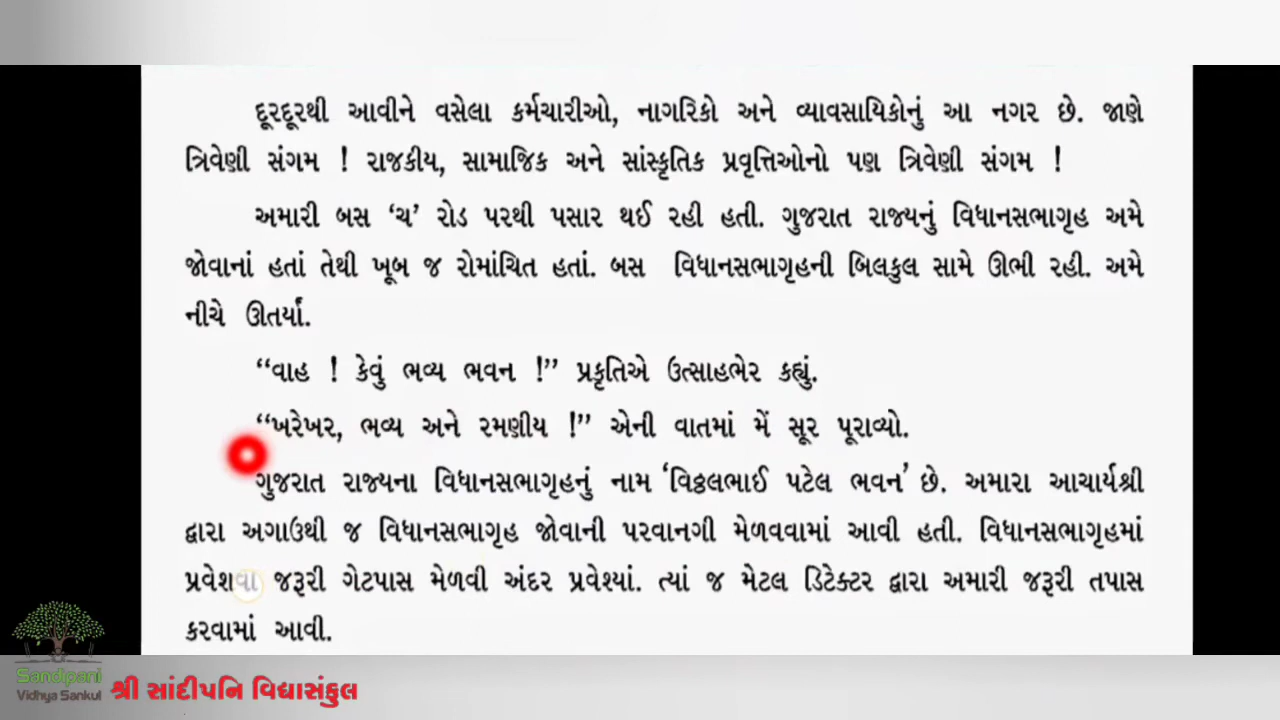 દૂરદૂરથી આવીને વસેલા કર્મચારીઓ, નાગરિકો અને વ્યાવસાયિકોનું આ નગર છે. જાણે
ત્રિવેણી સંગમ ! રાજકીય, સામાજિક અને સાંસ્કૃતિક પ્રવૃત્તિઓનો પણ ત્રિવેણી સંગમ !
અમારી બસ ‘ચ’ રોડ પરથી પસાર થઈ રહી હતી. ગુજરાત રાજ્યનું વિધાનસભાગૃહ અમે
જોવાનાં હતાં તેથી ખૂબ જ રોમાંચિત હતાં. બસ વિધાનસભાગૃહની બિલકુલ સામે ઊભી રહી. અમે
નીચે ઊતર્યાં.
“વાહ ! કેવું ભવ્ય ભવન !” પ્રકૃતિએ ઉત્સાહભેર કહ્યું.
“ખરેખર, ભવ્ય અને રમણીય !” એની વાતમાં મેં સૂર પૂરાવ્યો.
ગુજરાત રાજ્યના વિધાનસભાગૃહનું નામ ‘વિઠ્ઠલભાઈ પટેલ ભવન’ છે. અમારા આચાર્યશ્રી
દ્વારા અગાઉથી જ વિધાનસભાગૃહ જોવાની પરવાનગી મેળવવામાં આવી હતી. વિધાનસભાગૃહમાં
પ્રવેશવા જરૂરી ગેટપાસ મેળવી અંદર પ્રવેશ્યાં. ત્યાં જ મેટલ ડિટેક્ટર દ્વારા અમારી જરૂરી તપાસ
કરવામાં આવી.
Sandipani
Vidhya Sankul
શ્રી સાંદીપનિ વિદ્યાસંકુલ